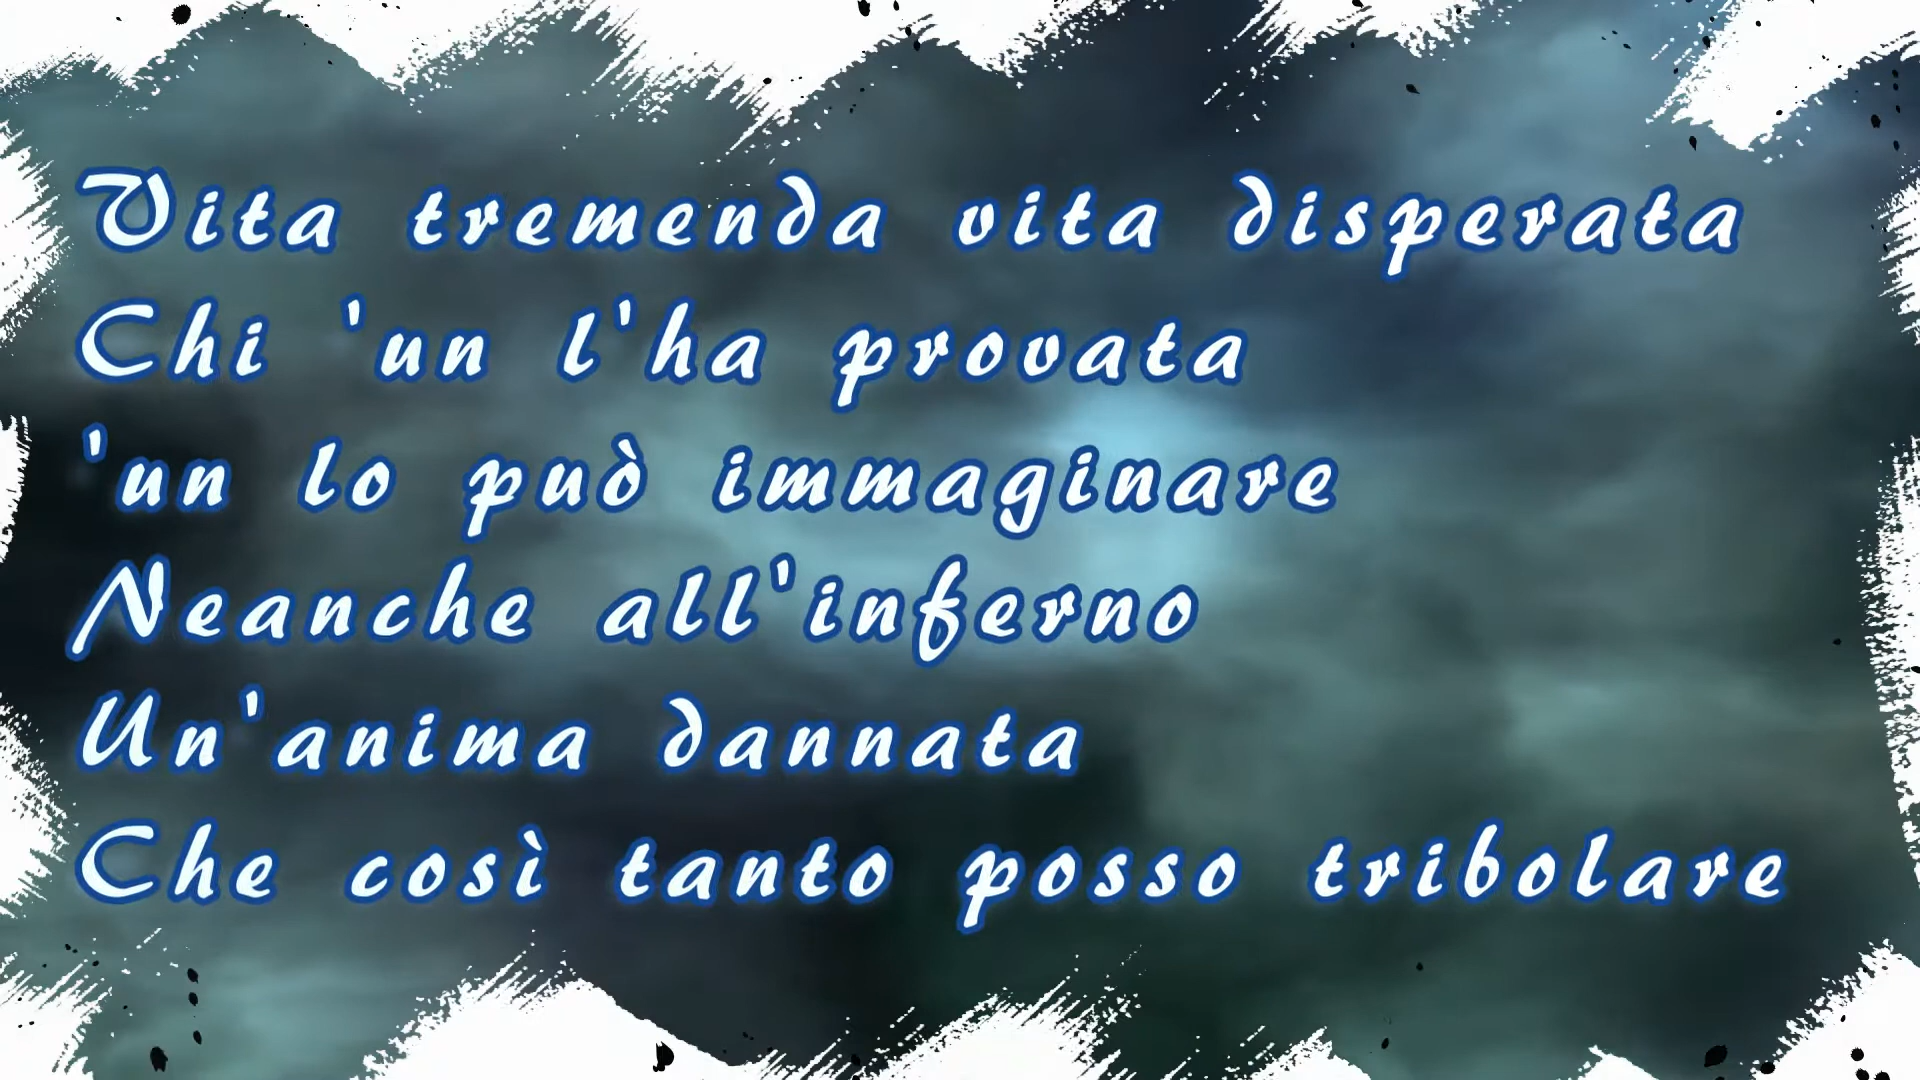 Vita tremenda vita disperata
Chi 'un l'ha provata
'un lo può immaginare
Neanche all'inferno
Un'anima dannata
Che così tanto posso tribolare